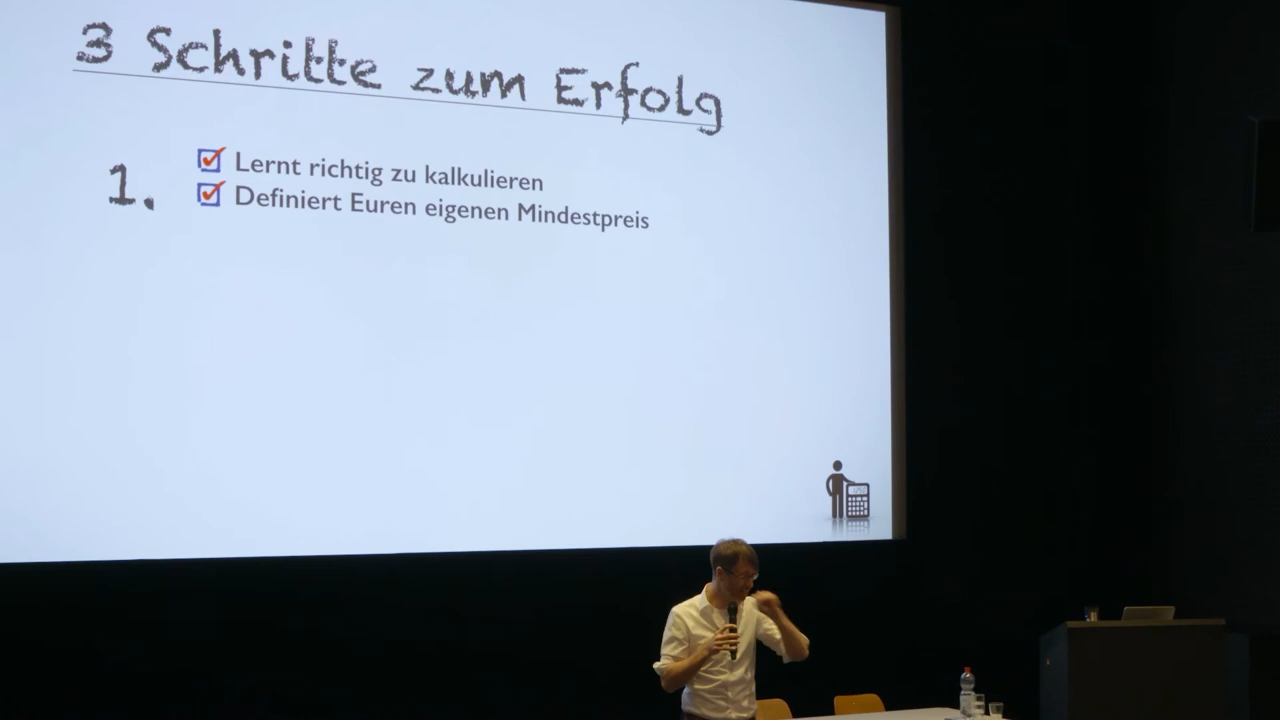 3 Schritte zum Erfolg
1.
Lernt richtig zu kalkulieren
Definiert Euren eigenen Mindestpreis